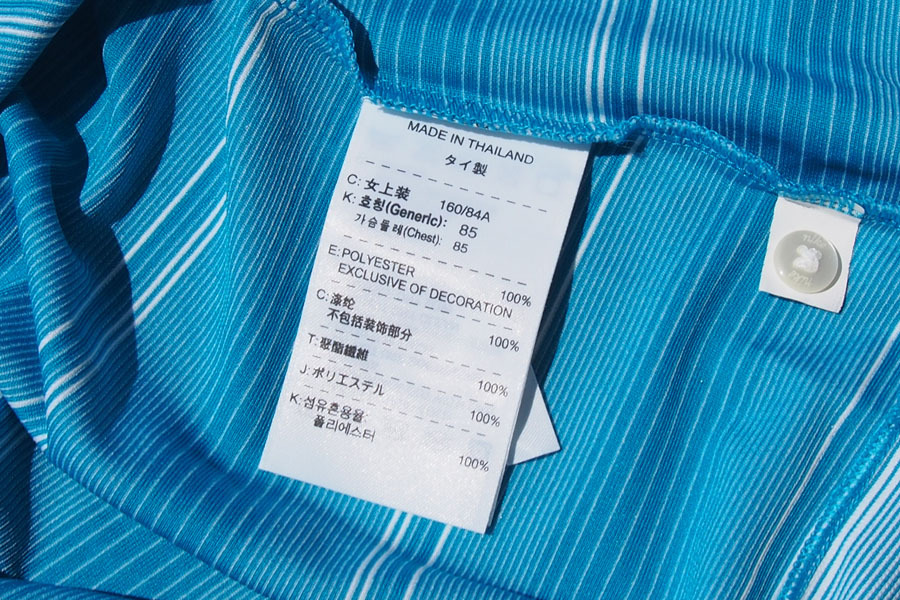 MADE IN THAILAND
タイ製
C: 女上装 160/84A
K: 호칭(Generic): 85
가슴둘레(Chest): 85
E: POLYESTER 100%
EXCLUSIVE OF DECORATION
C: 涤纶 100%
不包括装饰部分
T: 聚酯纖維 100%
J: ポリエステル 100%
K: 섬유혼용율:
폴리에스터 100%